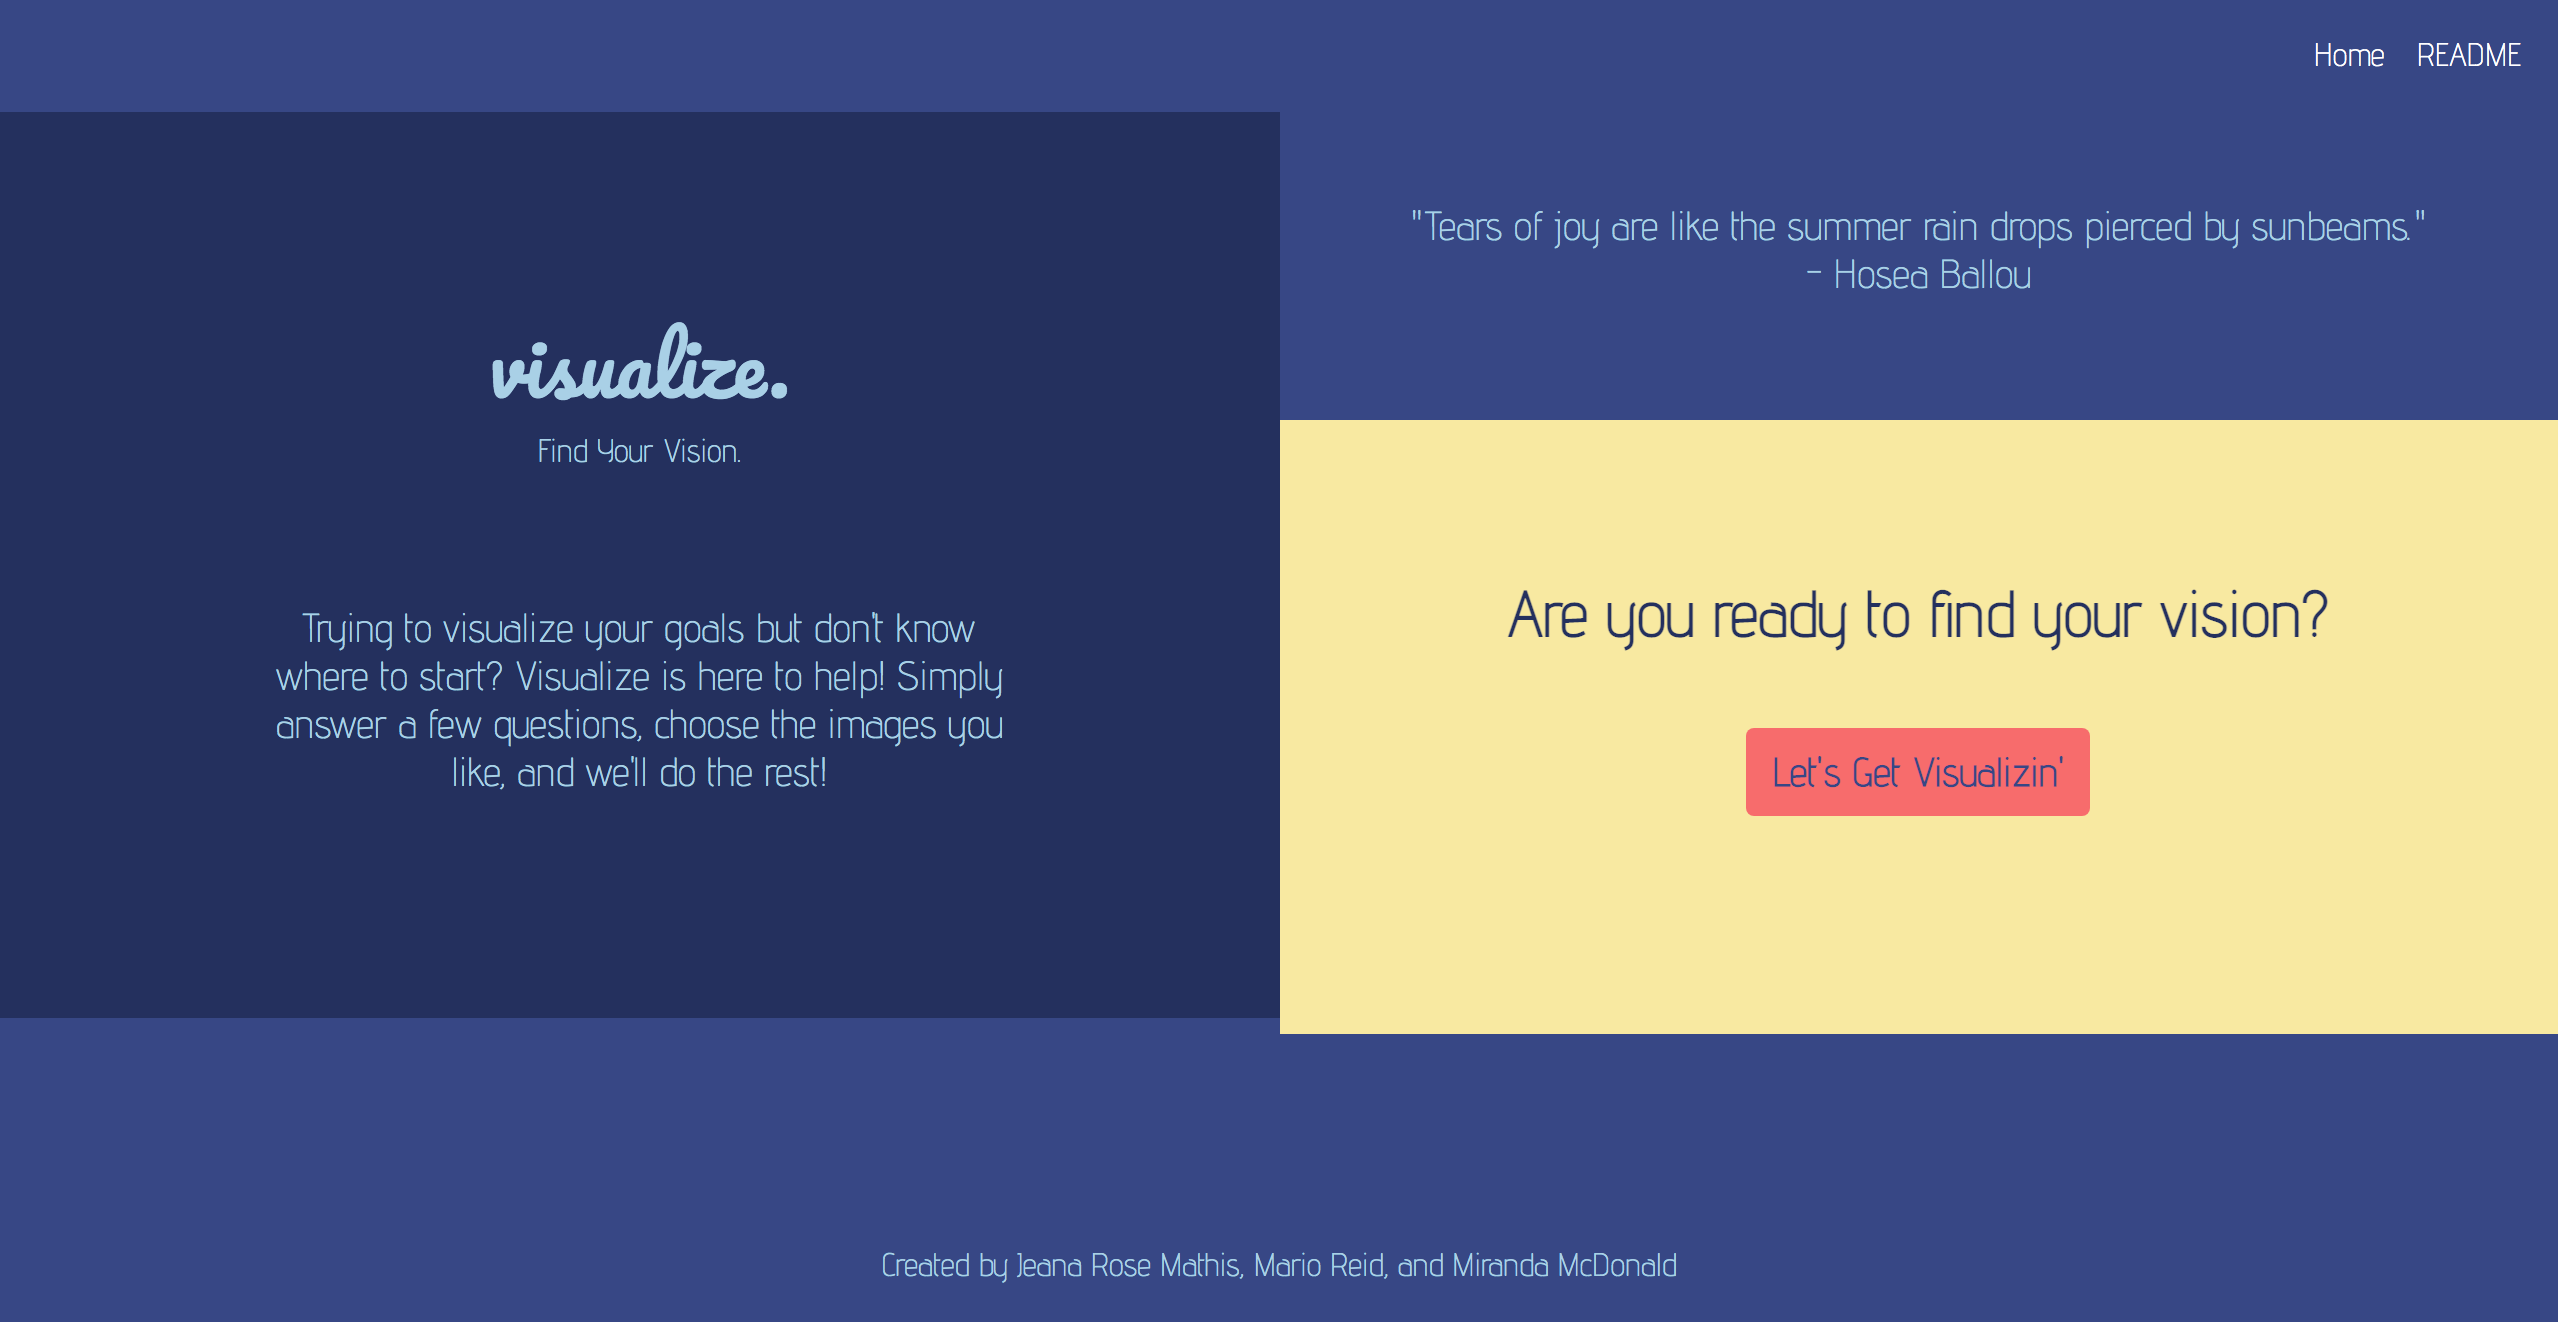 Home README
visualize.
Find Your Vision.
Trying to visualize your goals but don't know
where to start? Visualize is here to help! Simply
answer a few questions, choose the images you
like, and we'll do the rest!
"Tears of joy are like the summer rain drops pierced by sunbeams."
- Hosea Ballou
Are you ready to find your vision?
Let's Get Visualizin'
Created by Jeana Rose Mathis, Mario Reid, and Miranda McDonald